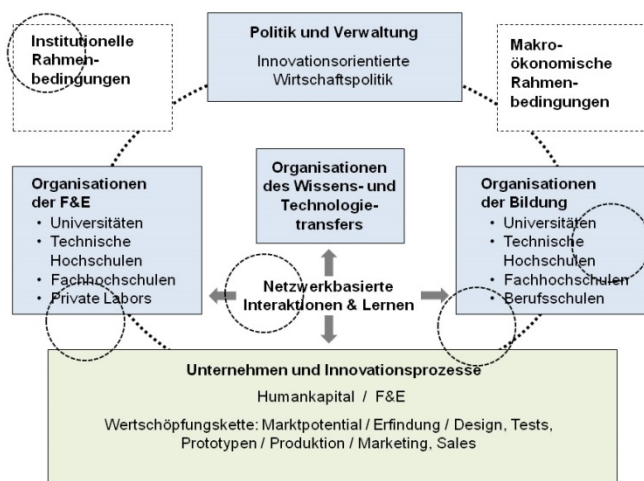 Institutionelle
Rahmen-
bedingungen
Politik und Verwaltung
Innovationsorientierte
Wirtschaftspolitik
Makro-
ökonomische
Rahmen-
bedingungen
Organisationen
der F&E
• Universitäten
• Technische
Hochschulen
• Fachhochschulen
• Private Labors
Organisationen
des Wissens- und
Technologie-
transfers
Organisationen
der Bildung
• Universitäten
• Technische
Hochschulen
• Fachhochschulen
• Berufsschulen
Netzwerkbasierte
Interaktionen & Lernen
Unternehmen und Innovationsprozesse
Humankapital / F&E
Wertschöpfungskette: Marktpotential / Erfindung / Design, Tests,
Prototypen / Produktion / Marketing, Sales